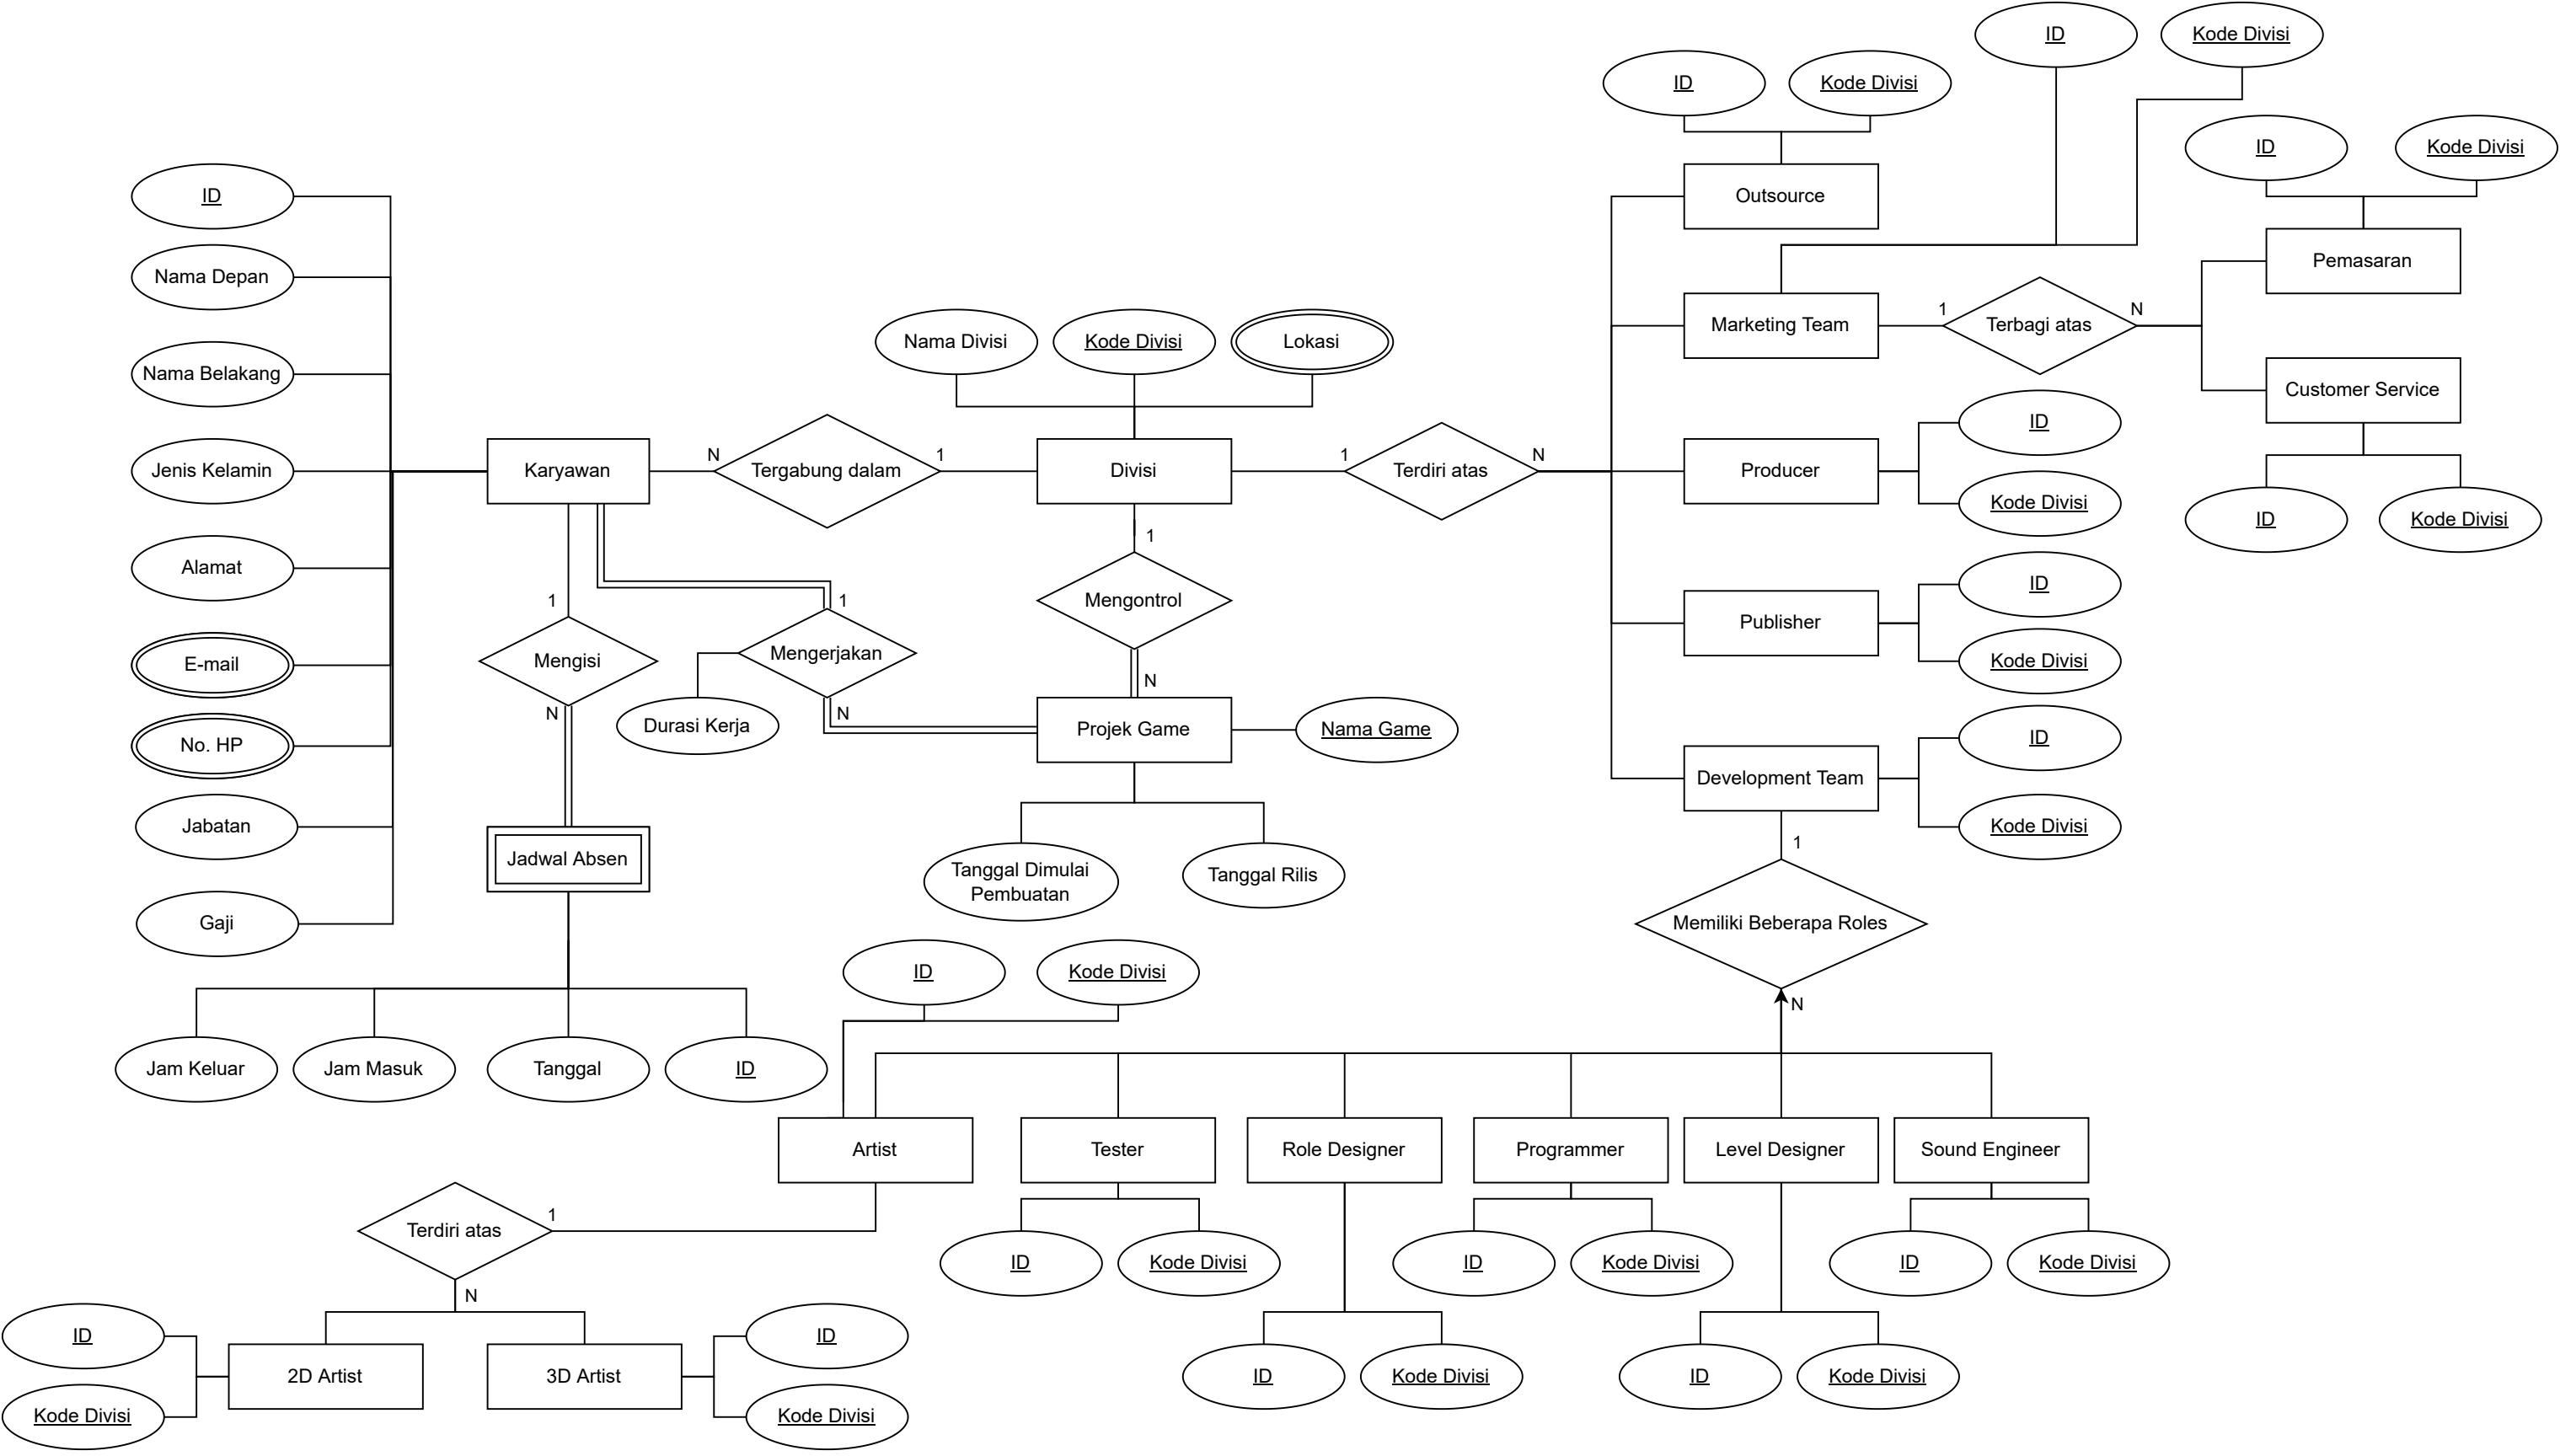 ID
Kode Divisi
ID
Kode Divisi
ID
Kode Divisi
ID
Outsource
Nama Depan
Pemasaran
Nama Divisi
Kode Divisi
Lokasi
Marketing Team
1
Terbagi atas
N
Nama Belakang
Customer Service
ID
Jenis Kelamin
Karyawan
N
Tergabung dalam
1
Divisi
1
Terdiri atas
N
Producer
Kode Divisi
ID
Kode Divisi
Alamat
1
ID
1
Mengisi
N
1
Mengerjakan
N
Durasi Kerja
Mengontrol
N
Publisher
Kode Divisi
E-mail
No. HP
Projek Game
Nama Game
ID
Development Team
Kode Divisi
Jabatan
1
Jadwal Absen
Tanggal Dimulai
Pembuatan
Tanggal Rilis
Gaji
Memiliki Beberapa Roles
N
ID
Kode Divisi
Jam Keluar
Jam Masuk
Tanggal
ID
Artist
Tester
Role Designer
Programmer
Level Designer
Sound Engineer
Terdiri atas
1
N
ID
Kode Divisi
ID
Kode Divisi
ID
Kode Divisi
ID
Kode Divisi
2D Artist
3D Artist
ID
Kode Divisi
ID
Kode Divisi
ID
Kode Divisi